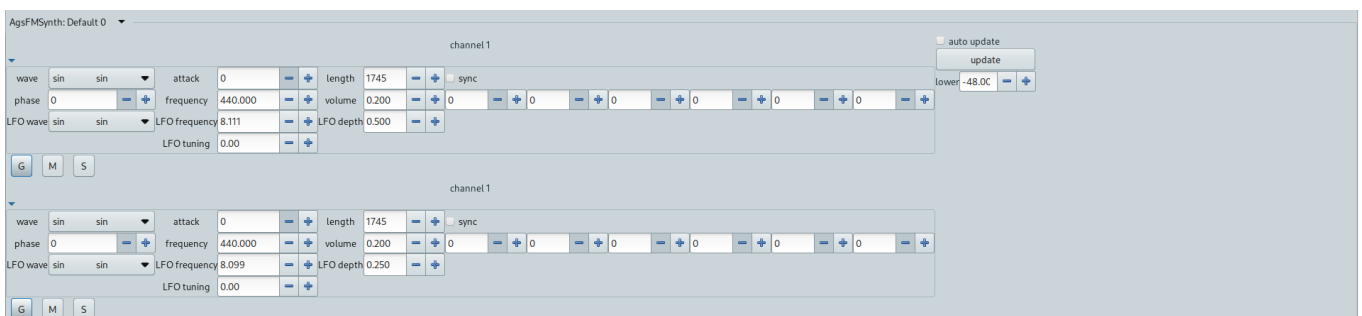 AgsFMSynth: Default 0
channel 1
auto update
update
wave sin sin attack 0 length 1745 sync
lower -48.0
phase 0 frequency 440.000 volume 0.200 0 0 0 0 0 0
LFO wave sin sin LFO frequency 8.111 LFO depth 0.500
LFO tuning 0.00
G M S
channel 1
wave sin sin attack 0 length 1745 sync
phase 0 frequency 440.000 volume 0.200 0 0 0 0 0 0
LFO wave sin sin LFO frequency 8.099 LFO depth 0.250
LFO tuning 0.00
G M S